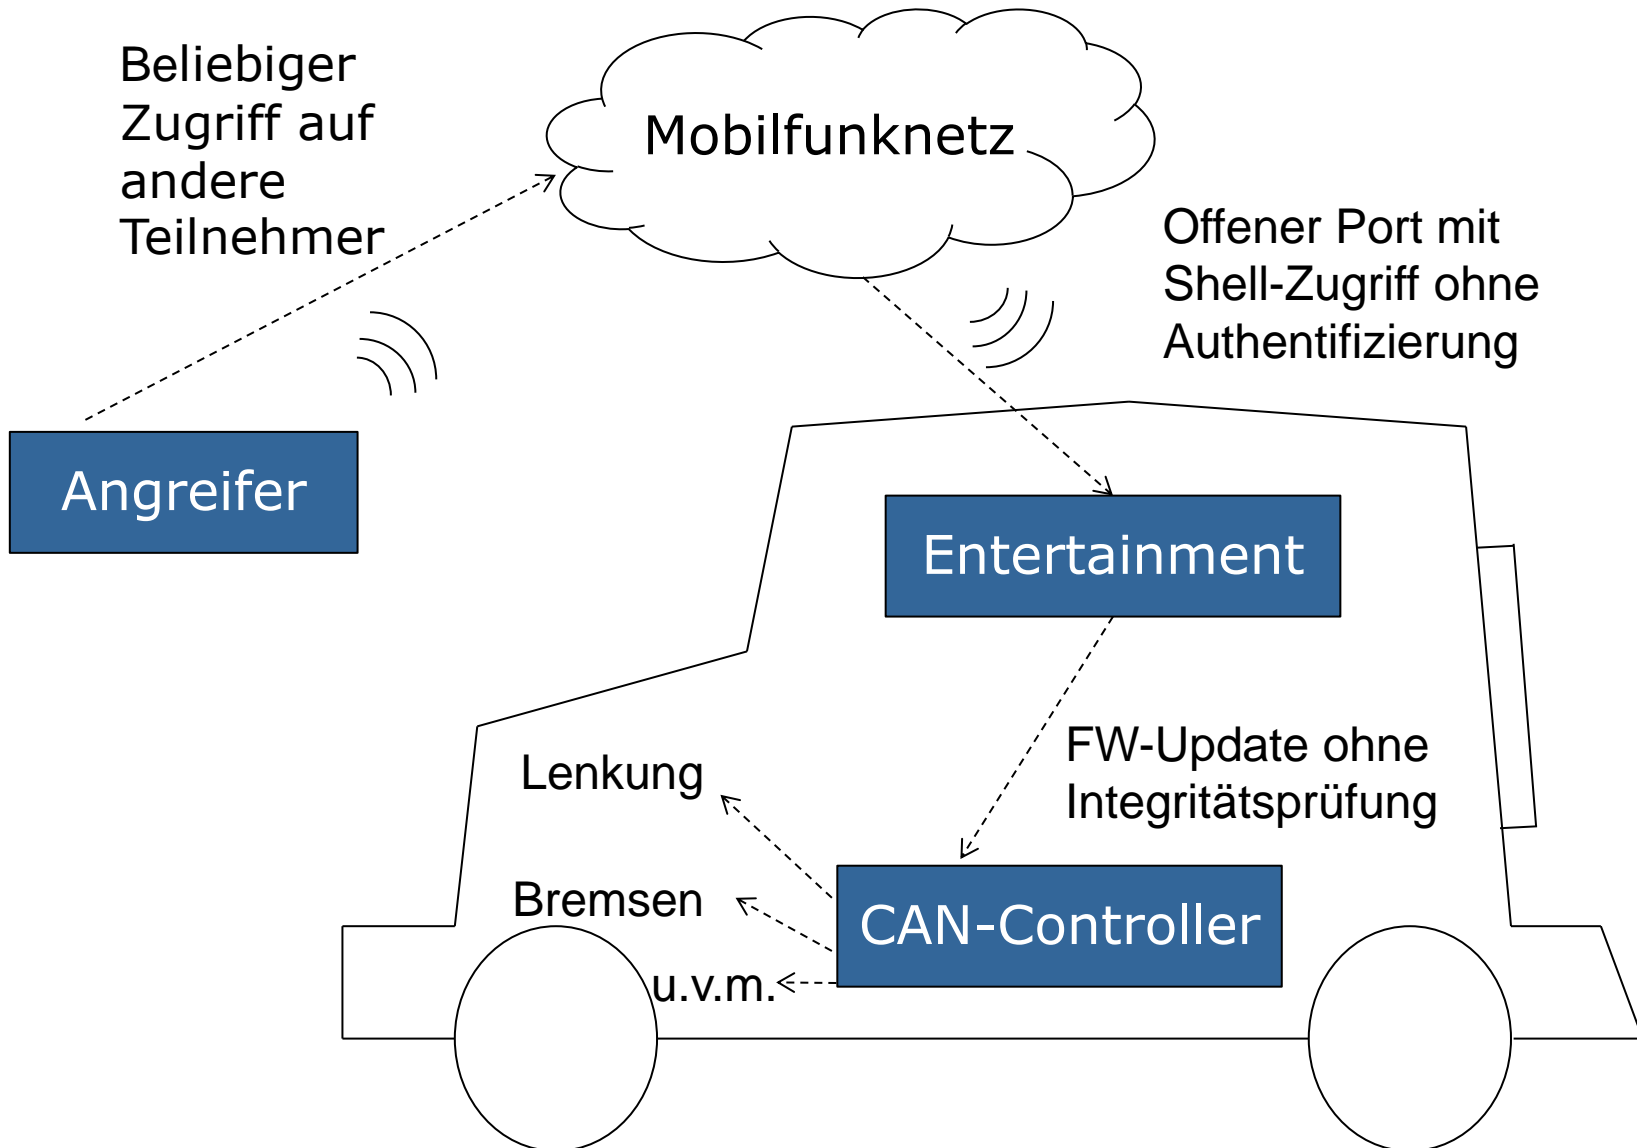 Beliebiger
Zugriff auf
andere
Teilnehmer
Mobilfunknetz
Offener Port mit
Shell-Zugriff ohne
Authentifizierung
Angreifer
Entertainment
FW-Update ohne
Integritätsprüfung
Lenkung
Bremsen
u.v.m.
CAN-Controller